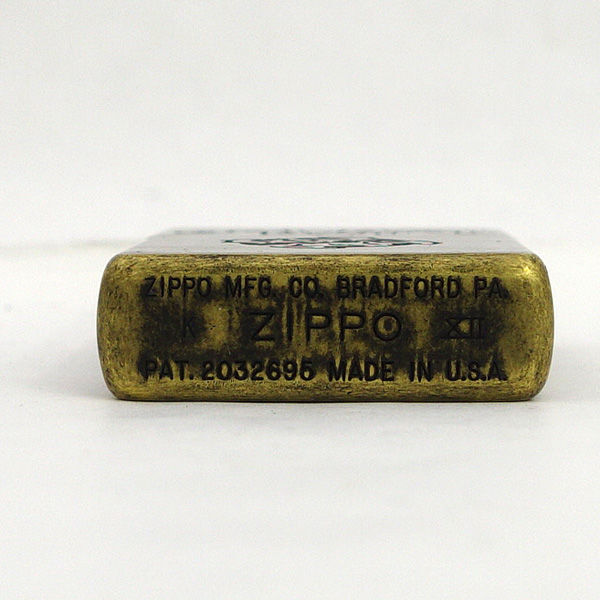 ZIPPO MFG. CO. BRADFORD PA.
K ZIPPO XII
PAT. 2032695 MADE IN U.S.A.